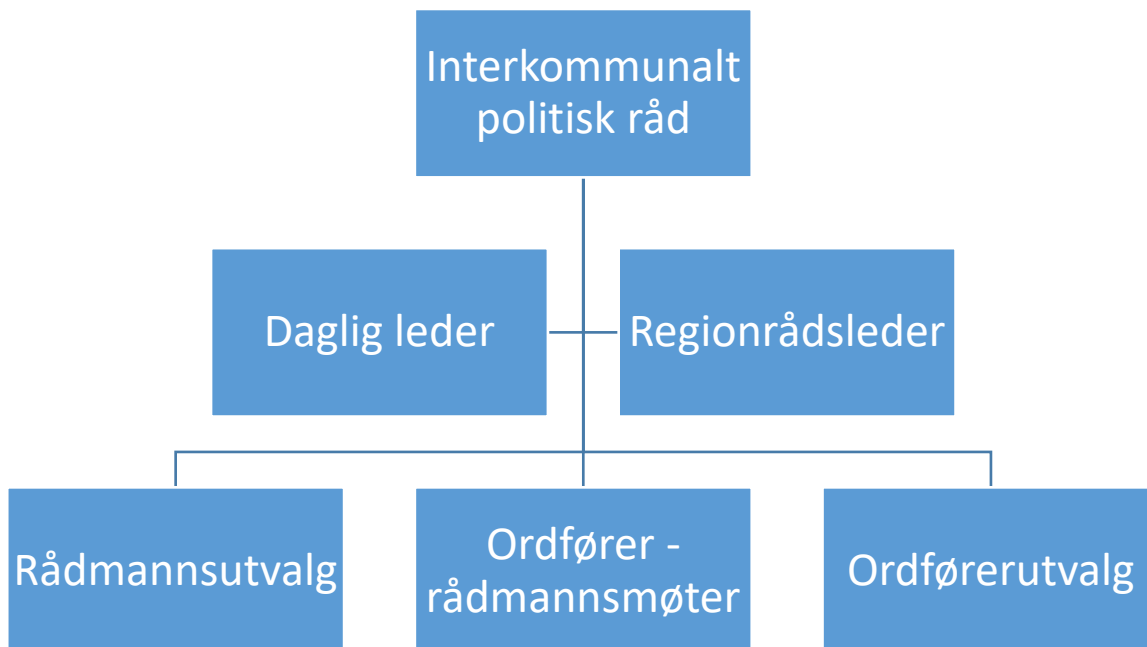 Interkommunalt
politisk råd
Daglig leder
Regionrådsleder
Rådmannsutvalg
Ordfører -
rådmannsmøter
Ordførerutvalg